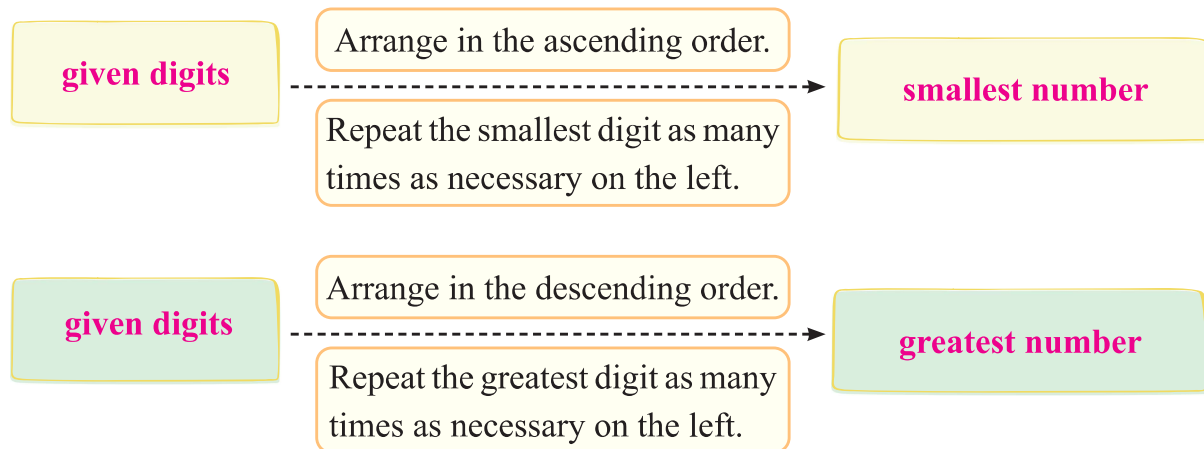 given digits
Arrange in the ascending order.
Repeat the smallest digit as many
times as necessary on the left.
smallest number
given digits
Arrange in the descending order.
Repeat the greatest digit as many
times as necessary on the left.
greatest number